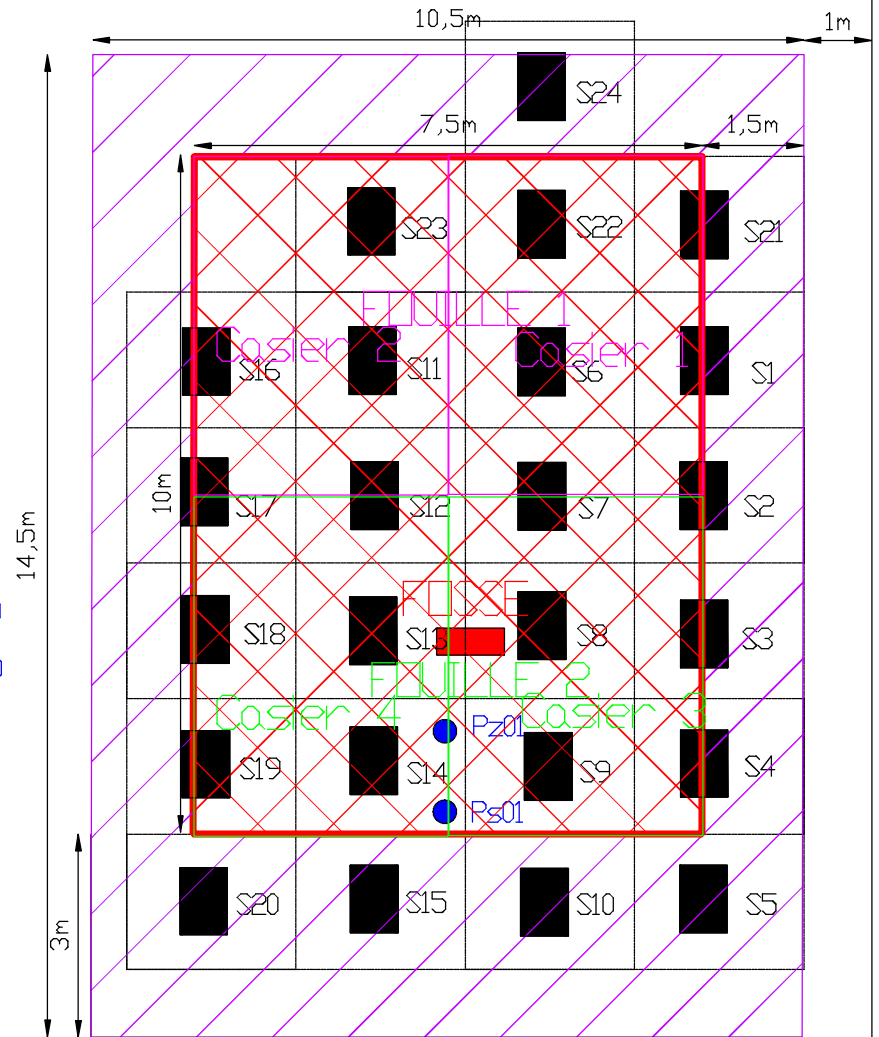 10,5m
1m
S24
7,5m
1,5m
S23
S22
S21
FOUILLE 1
Casier 2
Casier 1
S16
S11
S6
S1
10m
S17
S12
S7
S2
14,5m
FOSSE
S18
S13
S8
S3
FOUILLE 2
Casier 4
Casier 3
Pz01
S19
S14
S9
S4
Ps01
S20
S15
S10
S5
3m